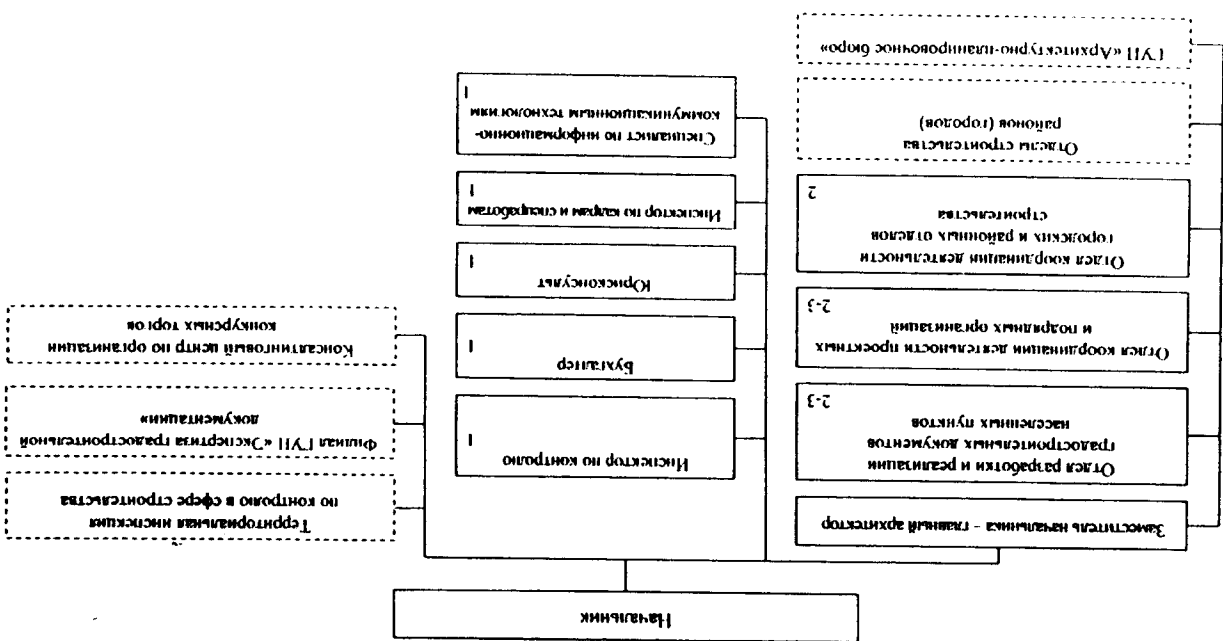 Начальник
Заместитель начальника – главный архитектор
Отдел разработки и реализации
градостроительных документов
населенных пунктов
2-3
Отдел координации деятельности проектных
и подрядных организаций
2-3
Отдел координации деятельности
городских и районных отделов
строительства
2
Отделы строительства
районов (городов)
ГУП «Архитектурно-планировочное бюро»
Инспектор по контролю
1
Бухгалтер
1
Юрисконсульт
1
Инспектор по кадрам и спецработам
1
Специалист по информационно-
коммуникационным технологиям
1
Территориальная инспекция
по контролю в сфере строительства
Филиал ГУП «Экспертиза градостроительной
документации»
Консалтинговый центр по организации
конкурсных торгов